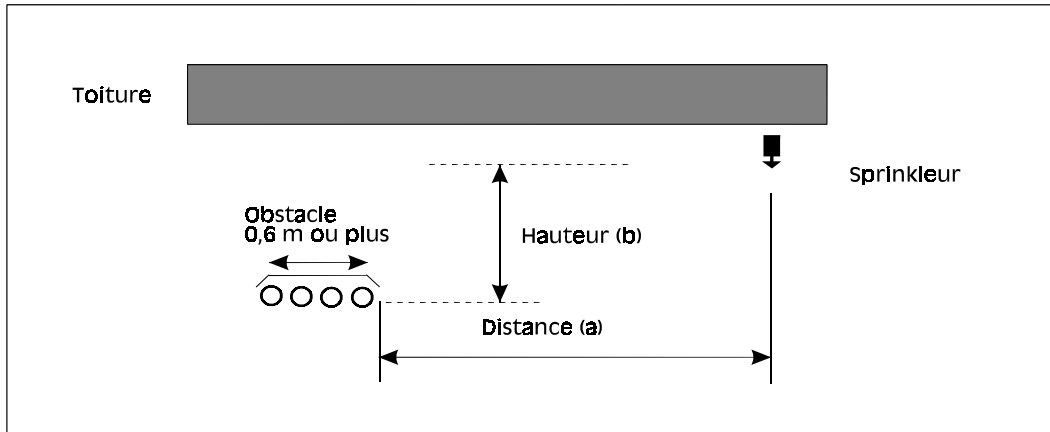 Toiture
Sprinkleur
Obstacle
0,6 m ou plus
Hauteur (b)
Distance (a)